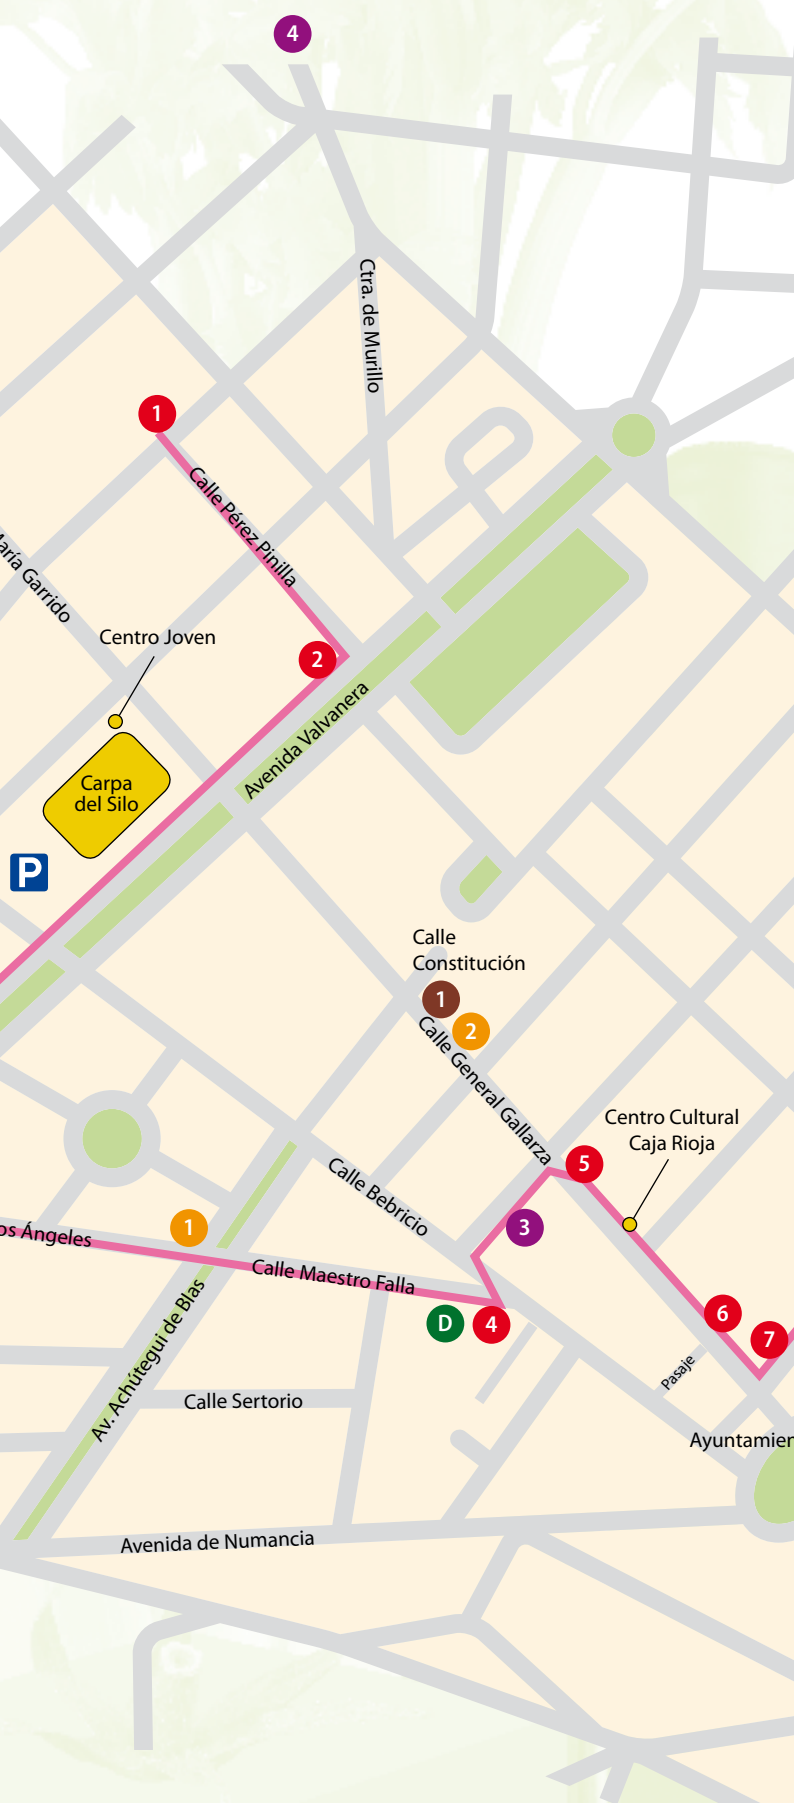 4
Ctra. de Murillo
1
Calle Pérez Pinilla
aría Garrido
Centro Joven
2
Avenida Valvanera
Carpa
del Silo
P
Calle
Constitución
1
2
Calle General Gallarza
Centro Cultural
Caja Rioja
5
Calle Bebricio
3
1
os Ángeles
Calle Maestro Falla
D
4
6
7
Av. Achútegui de Blas
Pasaje
Calle Sertorio
Ayuntamien
Avenida de Numancia